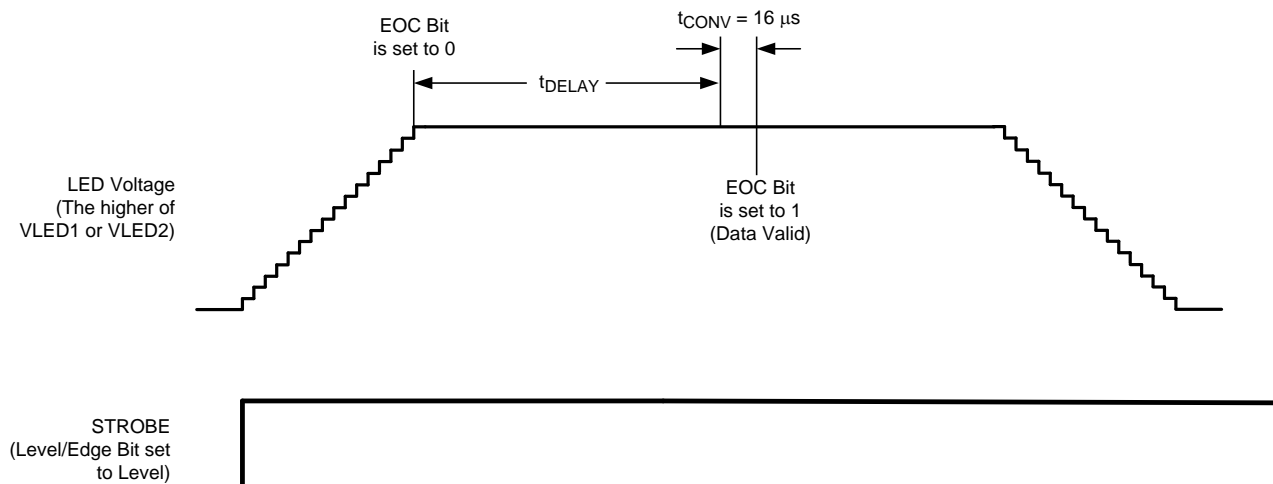 EOC Bit
is set to 0
tCONV = 16 μs
tDELAY
LED Voltage
(The higher of
VLED1 or VLED2)
EOC Bit
is set to 1
(Data Valid)
STROBE
(Level/Edge Bit set
to Level)